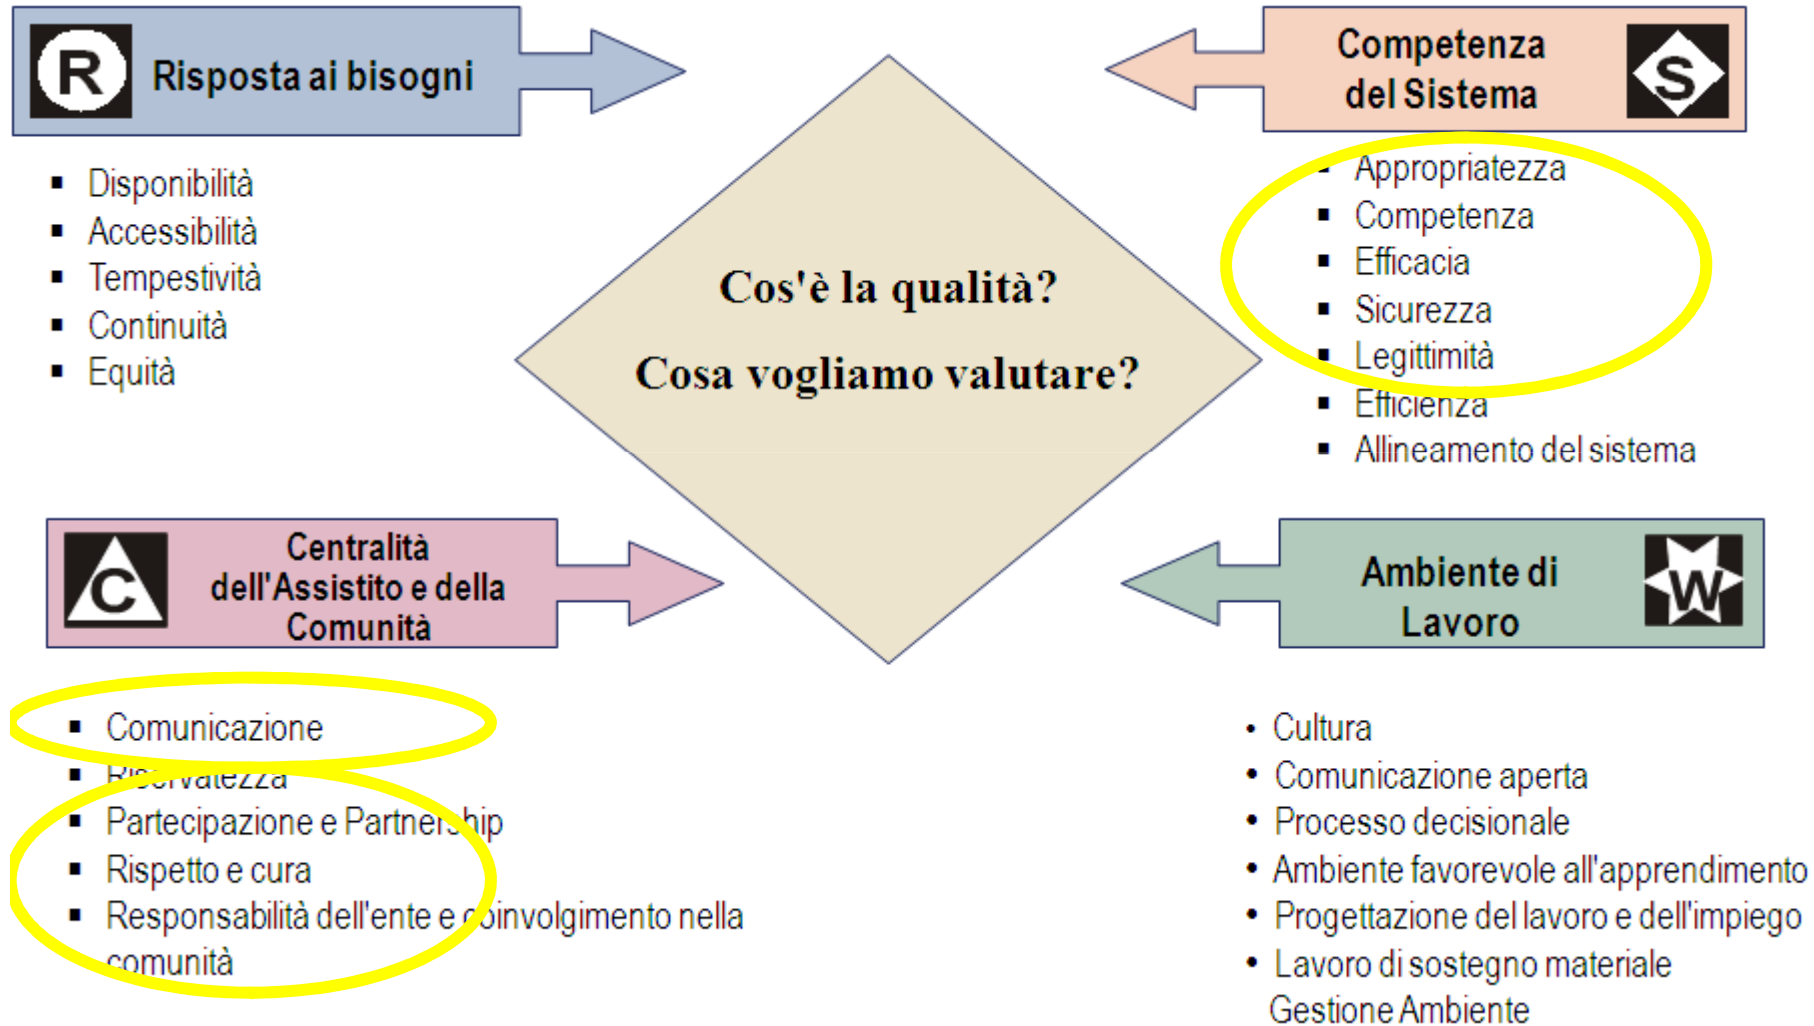 R
Risposta ai bisogni
Disponibilità
Accessibilità
Tempestività
Continuità
Equità
Competenza
del Sistema
S
Appropriatezza
Competenza
Efficacia
Sicurezza
Legittimità
Efficienza
Allineamento del sistema
Cos'è la qualità?
Cosa vogliamo valutare?
C
Centralità
dell'Assistito e della
Comunità
Comunicazione
Riservatezza
Partecipazione e Partnership
Rispetto e cura
Responsabilità dell'ente e coinvolgimento nella
comunità
Ambiente di
Lavoro
W
Cultura
Comunicazione aperta
Processo decisionale
Ambiente favorevole all'apprendimento
Progettazione del lavoro e dell'impiego
Lavoro di sostegno materiale
Gestione Ambiente